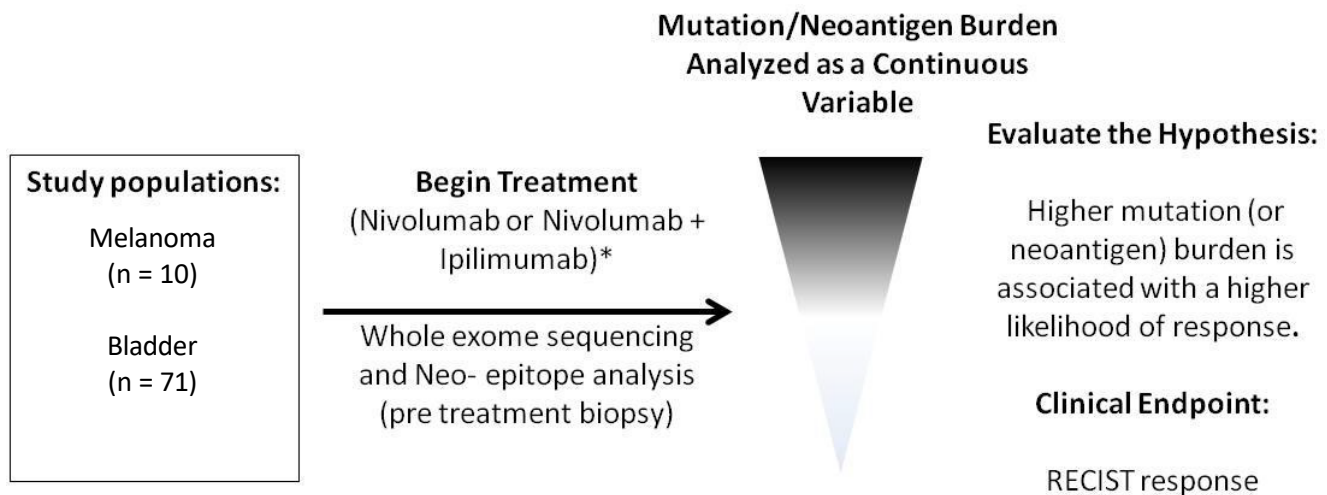 Study populations:
Melanoma
(n = 10)
Bladder
(n = 71)
Begin Treatment
(Nivolumab or Nivolumab +
Ipilimumab)*
Whole exome sequencing
and Neo- epitope analysis
(pre treatment biopsy)
Mutation/Neoantigen Burden
Analyzed as a Continuous
Variable
Evaluate the Hypothesis:
Higher mutation (or
neoantigen) burden is
associated with a higher
likelihood of response.
Clinical Endpoint:
RECIST response